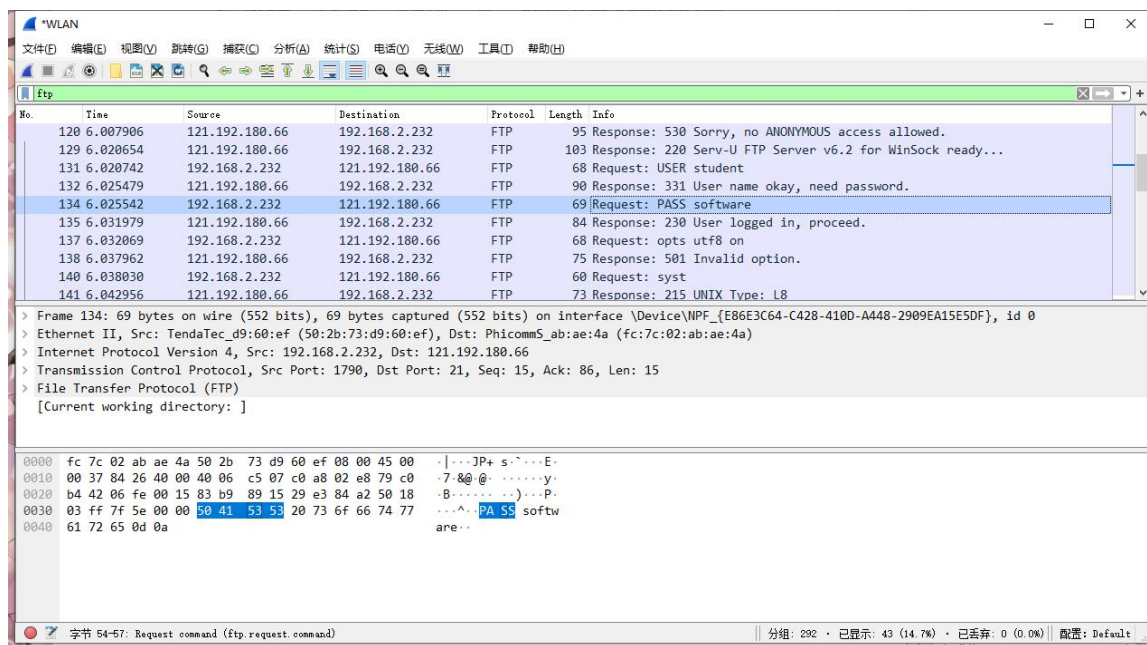 *WLAN
文件(F) 编辑(E) 视图(V) 跳转(G) 捕获(C) 分析(A) 统计(S) 电话(Y) 无线(W) 工具(T) 帮助(H)
ftp
No. Time Source Destination Protocol Length Info
120 6.007906 121.192.180.66 192.168.2.232 FTP 95 Response: 530 Sorry, no ANONYMOUS access allowed.
129 6.020654 121.192.180.66 192.168.2.232 FTP 103 Response: 220 Serv-U FTP Server v6.2 for WinSock ready...
131 6.020742 192.168.2.232 121.192.180.66 FTP 68 Request: USER student
132 6.025479 121.192.180.66 192.168.2.232 FTP 90 Response: 331 User name okay, need password.
134 6.025542 192.168.2.232 121.192.180.66 FTP 69 Request: PASS software
135 6.031979 121.192.180.66 192.168.2.232 FTP 84 Response: 230 User logged in, proceed.
137 6.032069 192.168.2.232 121.192.180.66 FTP 68 Request: opts utf8 on
138 6.037962 121.192.180.66 192.168.2.232 FTP 75 Response: 501 Invalid option.
140 6.038030 192.168.2.232 121.192.180.66 FTP 60 Request: syst
141 6.042956 121.192.180.66 192.168.2.232 FTP 73 Response: 215 UNIX Type: L8
> Frame 134: 69 bytes on wire (552 bits), 69 bytes captured (552 bits) on interface \Device\NPF_{E86E3C64-C428-410D-A448-2909EA15E5DF}, id 0
> Ethernet II, Src: TendaTec_d9:60:ef (50:2b:73:d9:60:ef), Dst: PhicommS_ab:ae:4a (fc:7c:02:ab:ae:4a)
> Internet Protocol Version 4, Src: 192.168.2.232, Dst: 121.192.180.66
> Transmission Control Protocol, Src Port: 1790, Dst Port: 21, Seq: 15, Ack: 86, Len: 15
> File Transfer Protocol (FTP)
[Current working directory: ]
0000 fc 7c 02 ab ae 4a 50 2b 73 d9 60 ef 08 00 45 00 ·|···JP+ s·`···E·
0010 00 37 84 26 40 00 40 06 c5 07 c0 a8 02 e8 79 c0 ·7·&@·@· ······y·
0020 b4 42 06 fe 00 15 83 b9 89 15 29 e3 84 a2 50 18 ·B······ ··)···P·
0030 03 ff 7f 5e 00 00 50 41 53 53 20 73 6f 66 74 77 ···^··PA SS softw
0040 61 72 65 0d 0a are··
字节 54-57: Request command (ftp.request.command) 分组: 292 · 已显示: 43 (14.7%) · 已丢弃: 0 (0.0%) 配置: Default